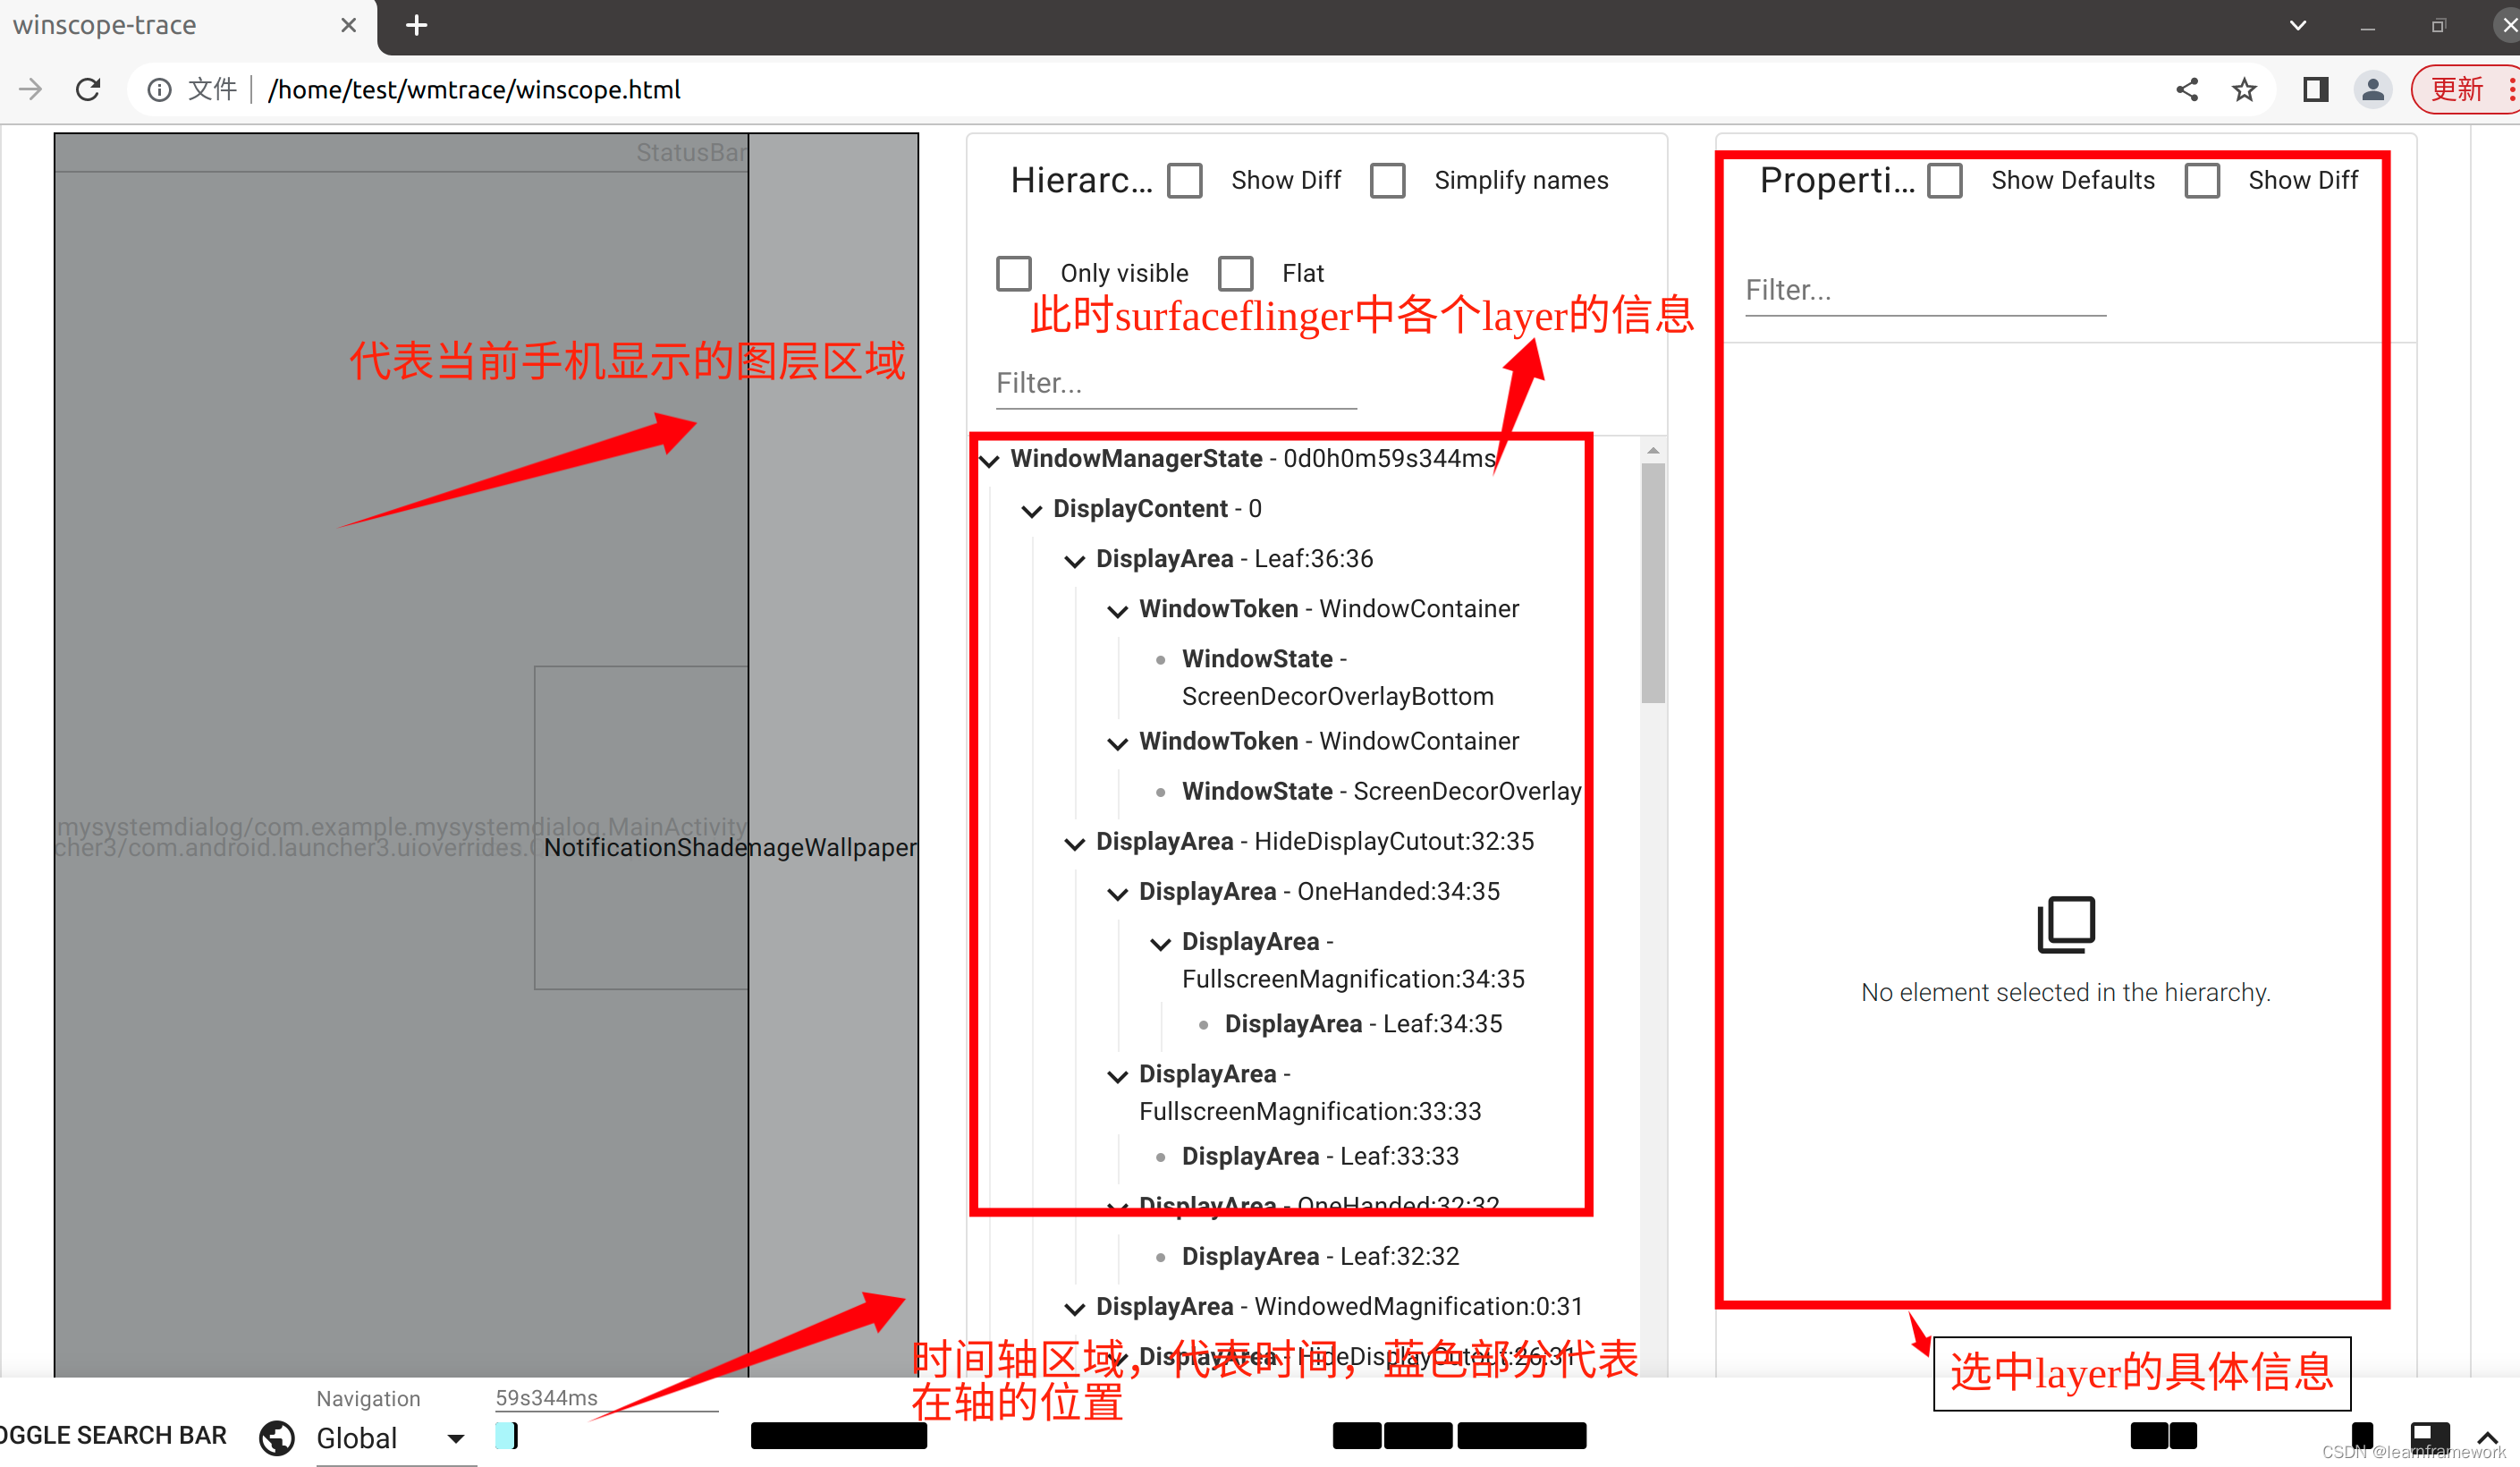 winscope-trace
文件
/home/test/wmtrace/winscope.html
更新
StatusBar
代表当前手机显示的图层区域
mysystemdialog/com.example.mysystemdialog.MainActivity
cher3/com.android.launcher3.uioverrides.
NotificationShade
mageWallpaper
Hierarc...
Show Diff
Simplify names
Only visible
Flat
此时surfaceflinger中各个layer的信息
Filter...
WindowManagerState - 0d0h0m59s344ms
DisplayContent - 0
DisplayArea - Leaf:36:36
WindowToken - WindowContainer
WindowState -
ScreenDecorOverlayBottom
WindowToken - WindowContainer
WindowState - ScreenDecorOverlay
DisplayArea - HideDisplayCutout:32:35
DisplayArea - OneHanded:34:35
DisplayArea -
FullscreenMagnification:34:35
DisplayArea - Leaf:34:35
DisplayArea -
FullscreenMagnification:33:33
DisplayArea - Leaf:33:33
DisplayArea - OneHanded:32:32
DisplayArea - Leaf:32:32
DisplayArea - WindowedMagnification:0:31
DisplayArea - HideDisplayCutout:26:31
时间轴区域，代表时间，蓝色部分代表
在轴的位置
Properti...
Show Defaults
Show Diff
Filter...
No element selected in the hierarchy.
选中layer的具体信息
OGGLE SEARCH BAR
Navigation
Global
59s344ms
CSDN @learnframework